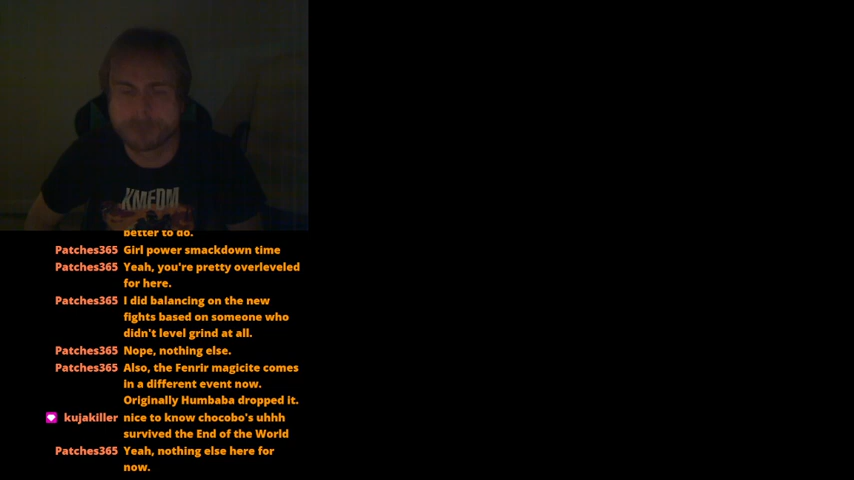 XMEDM
better to do.
Patches365 Girl power smackdown time
Patches365 Yeah, you're pretty overleveled
for here.
Patches365 I did balancing on the new
fights based on someone who
didn't level grind at all.
Patches365 Nope, nothing else.
Patches365 Also, the Fenrir magicite comes
in a different event now.
Originally Humbaba dropped it.
kujakiller nice to know chocobo's uhhh
survived the End of the World
Patches365 Yeah, nothing else here for
now.